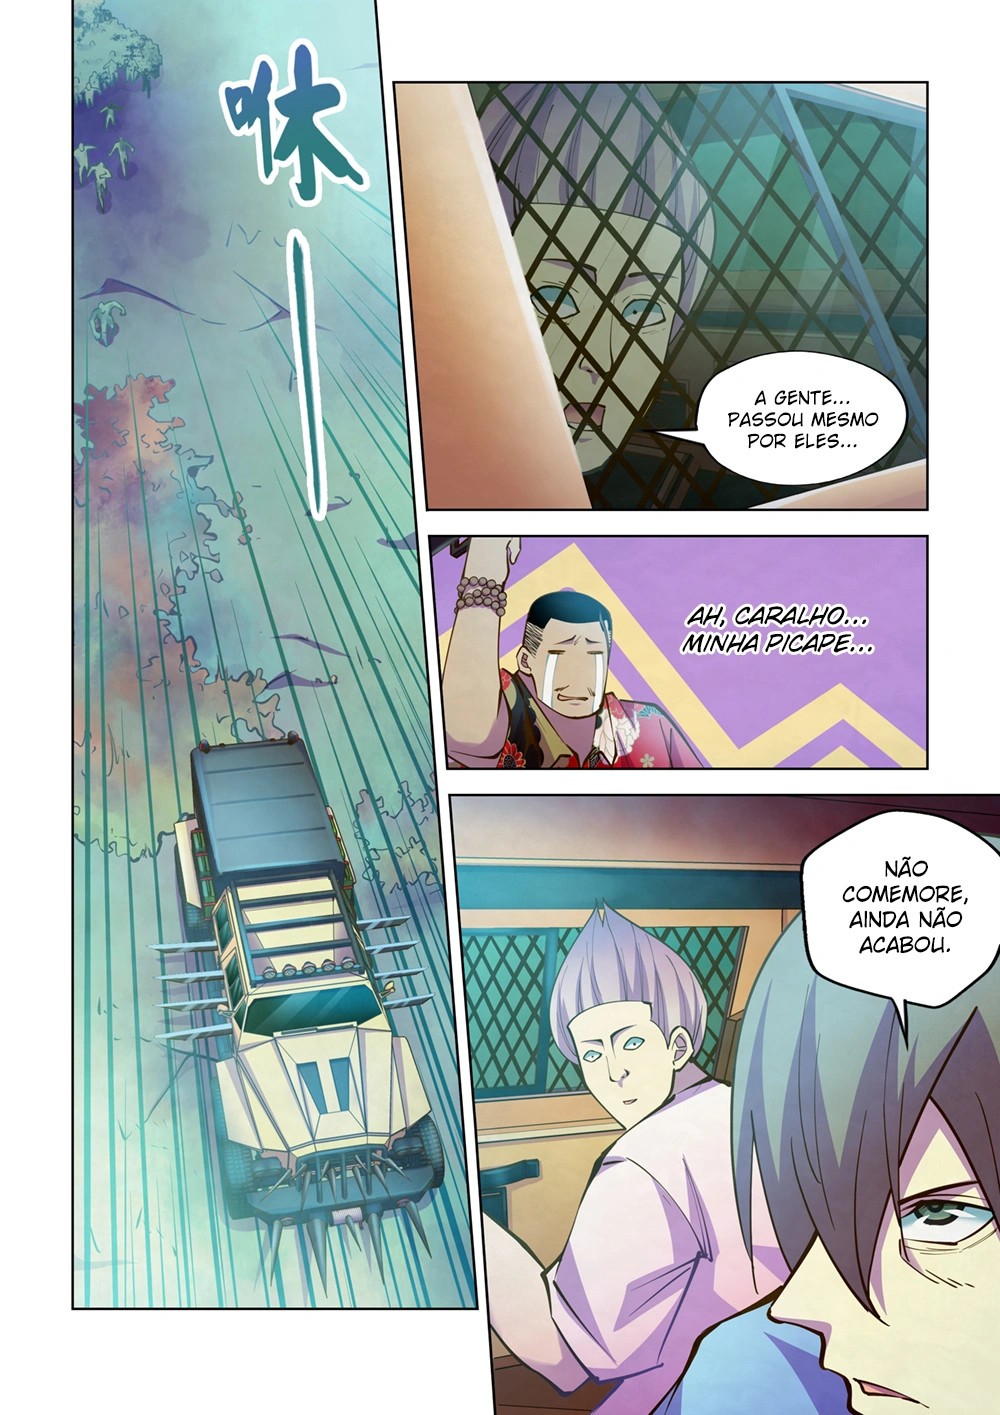 咻
A GENTE...
PASSOU MESMO
POR ELES...
AH, CARALHO...
MINHA PICAPE...
NÃO
COMEMORE,
AINDA NÃO
ACABOU.